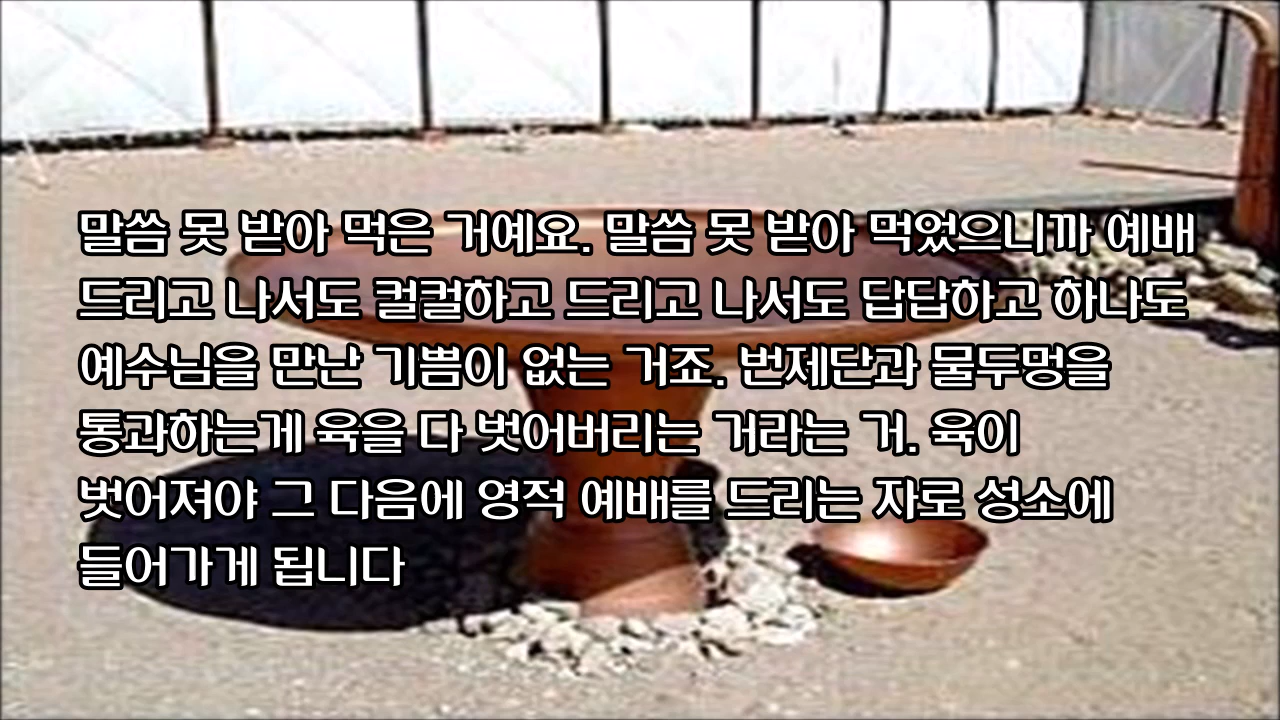 말씀 못 받아 먹은 거예요. 말씀 못 받아 먹었으니까 예배
드리고 나서도 컬컬하고 드리고 나서도 답답하고 하나도
예수님을 만난 기쁨이 없는 거죠. 번제단과 물두멍을
통과하는게 육을 다 벗어버리는 거라는 거. 육이
벗어져야 그 다음에 영적 예배를 드리는 자로 성소에
들어가게 됩니다